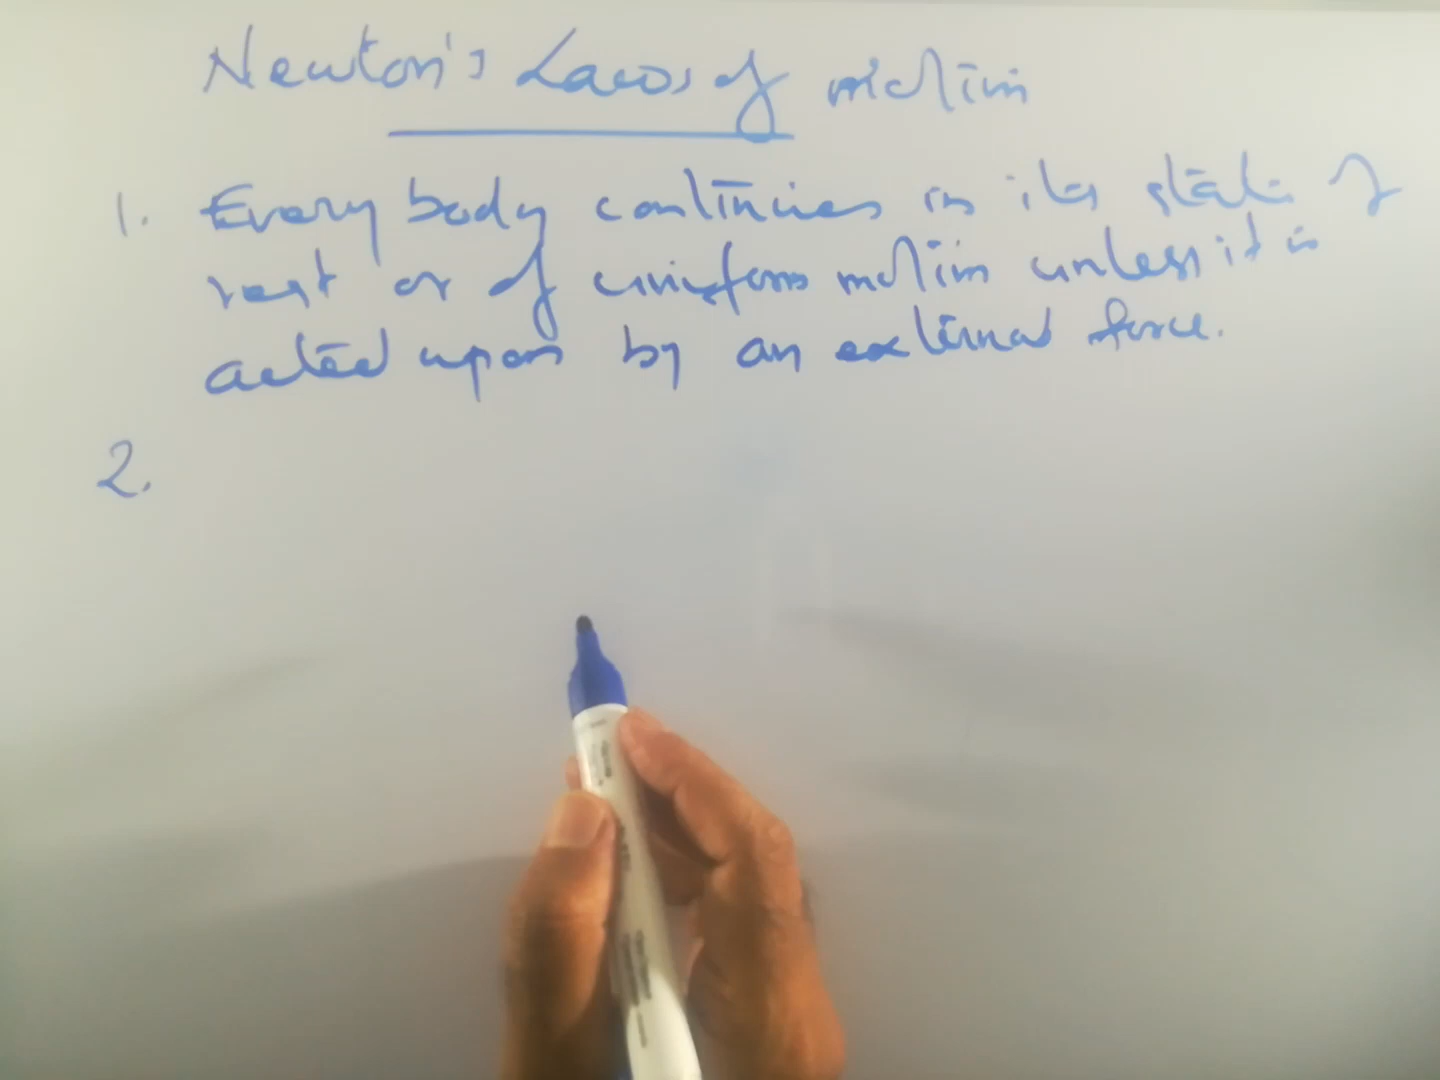 Newton's Laws of motion
1. Every body continues in its state of
rest or of uniform motion unless it is
acted upon by an external force.
2.